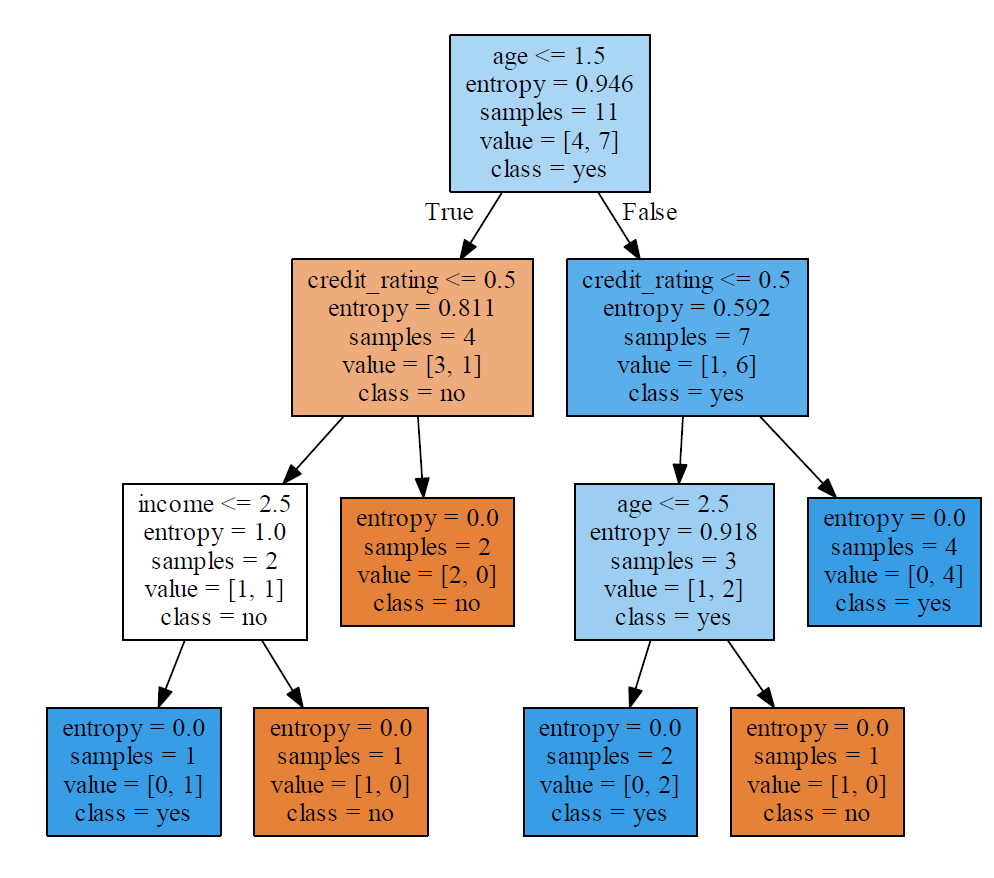 age <= 1.5
entropy = 0.946
samples = 11
value = [4, 7]
class = yes
True
False
credit_rating <= 0.5
entropy = 0.811
samples = 4
value = [3, 1]
class = no
credit_rating <= 0.5
entropy = 0.592
samples = 7
value = [1, 6]
class = yes
income <= 2.5
entropy = 1.0
samples = 2
value = [1, 1]
class = no
entropy = 0.0
samples = 2
value = [2, 0]
class = no
age <= 2.5
entropy = 0.918
samples = 3
value = [1, 2]
class = yes
entropy = 0.0
samples = 4
value = [0, 4]
class = yes
entropy = 0.0
samples = 1
value = [0, 1]
class = yes
entropy = 0.0
samples = 1
value = [1, 0]
class = no
entropy = 0.0
samples = 2
value = [0, 2]
class = yes
entropy = 0.0
samples = 1
value = [1, 0]
class = no